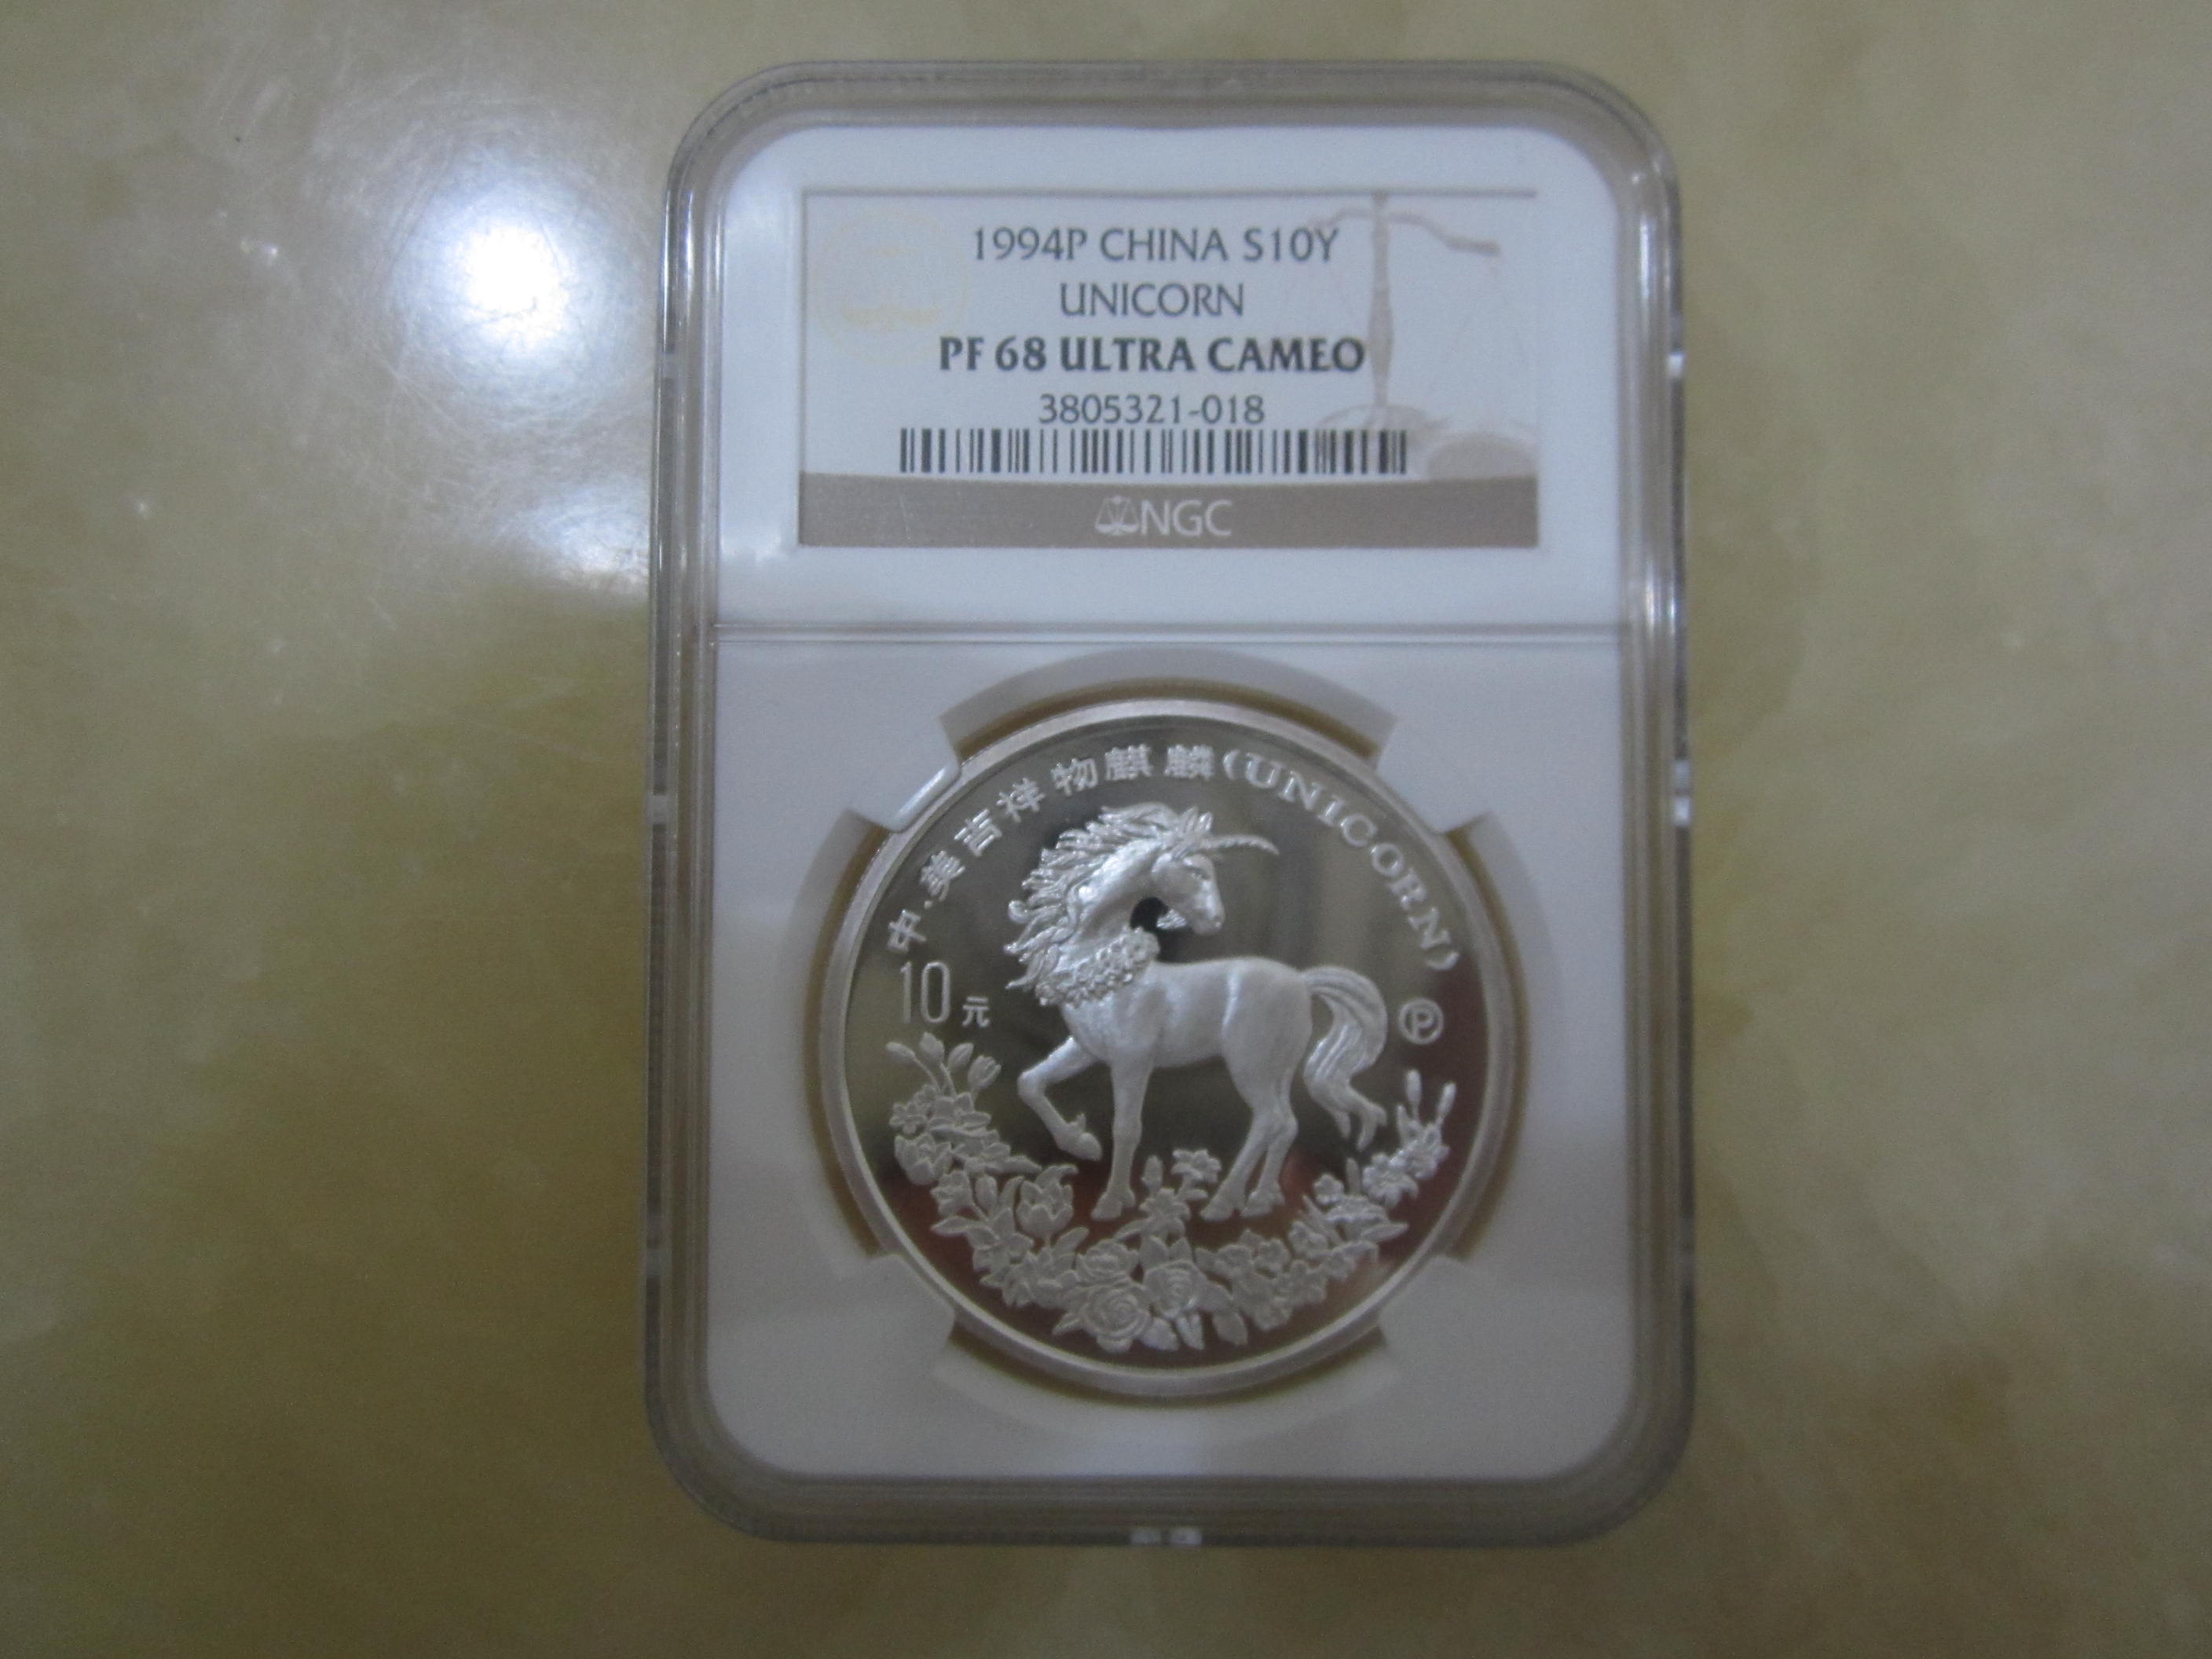 1994P CHINA S10Y
UNICORN
PF 68 ULTRA CAMEO
3805321-018
NGC
中·美吉祥物麒麟(UNICORN)
10元
P